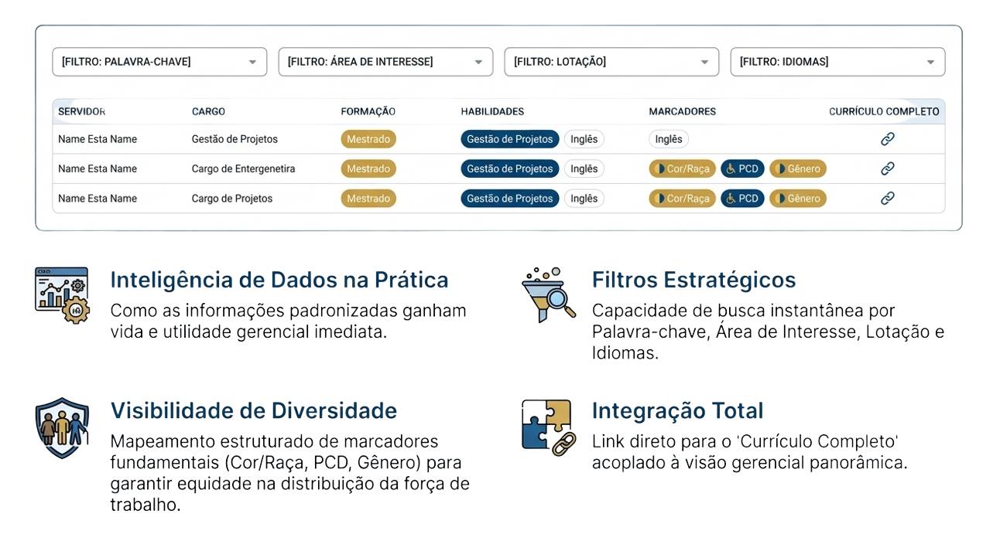 [FILTRO: PALAVRA-CHAVE] [FILTRO: ÁREA DE INTERESSE] [FILTRO: LOTAÇÃO] [FILTRO: IDIOMAS]
SERVIDOR CARGO FORMAÇÃO HABILIDADES MARCADORES CURRÍCULO COMPLETO
Name Esta Name Gestão de Projetos Mestrado Gestão de Projetos Inglês Inglês
Name Esta Name Cargo de Entergenetira Mestrado Gestão de Projetos Inglês Cor/Raça PCD Gênero
Name Esta Name Cargo de Projetos Mestrado Gestão de Projetos Inglês Cor/Raça PCD Gênero
Inteligência de Dados na Prática
Como as informações padronizadas ganham
vida e utilidade gerencial imediata.
Filtros Estratégicos
Capacidade de busca instantânea por
Palavra-chave, Área de Interesse, Lotação e
Idiomas.
Visibilidade de Diversidade
Mapeamento estruturado de marcadores
fundamentais (Cor/Raça, PCD, Gênero) para
garantir equidade na distribuição da força de
trabalho.
Integração Total
Link direto para o 'Currículo Completo'
acoplado à visão gerencial panorâmica.